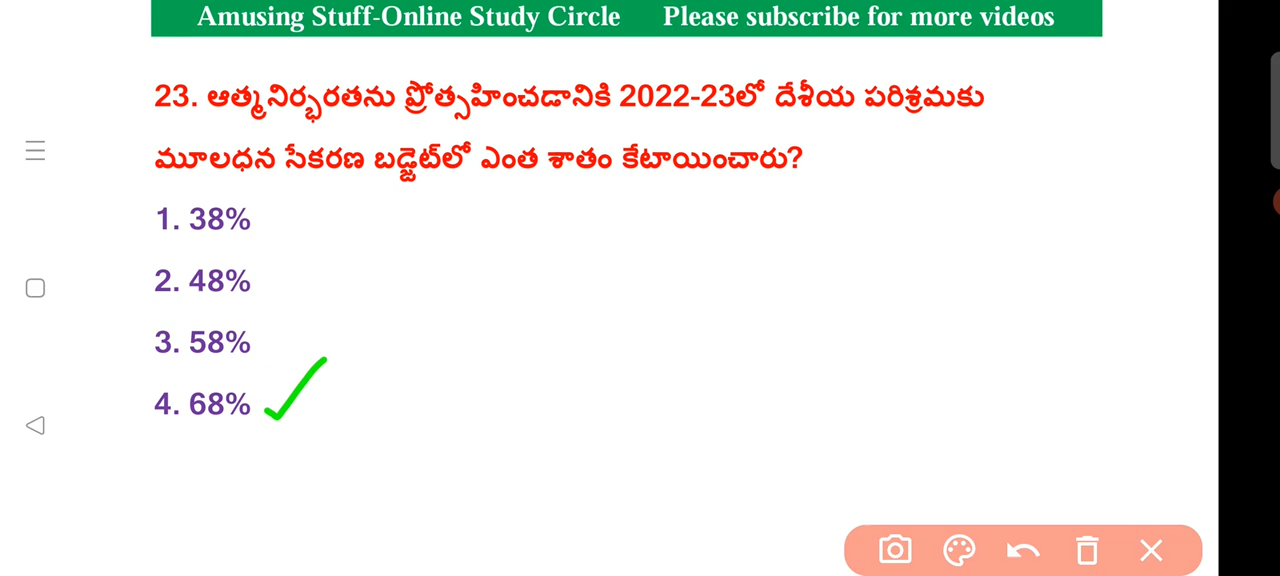 Amusing Stuff-Online Study Circle Please subscribe for more videos
23. ఆత్మనిర్భరతను ప్రోత్సహించడానికి 2022-23లో దేశీయ పరిశ్రమకు
మూలధన సేకరణ బడ్జెట్‌లో ఎంత శాతం కేటాయించారు?
1. 38%
2. 48%
3. 58%
4. 68%